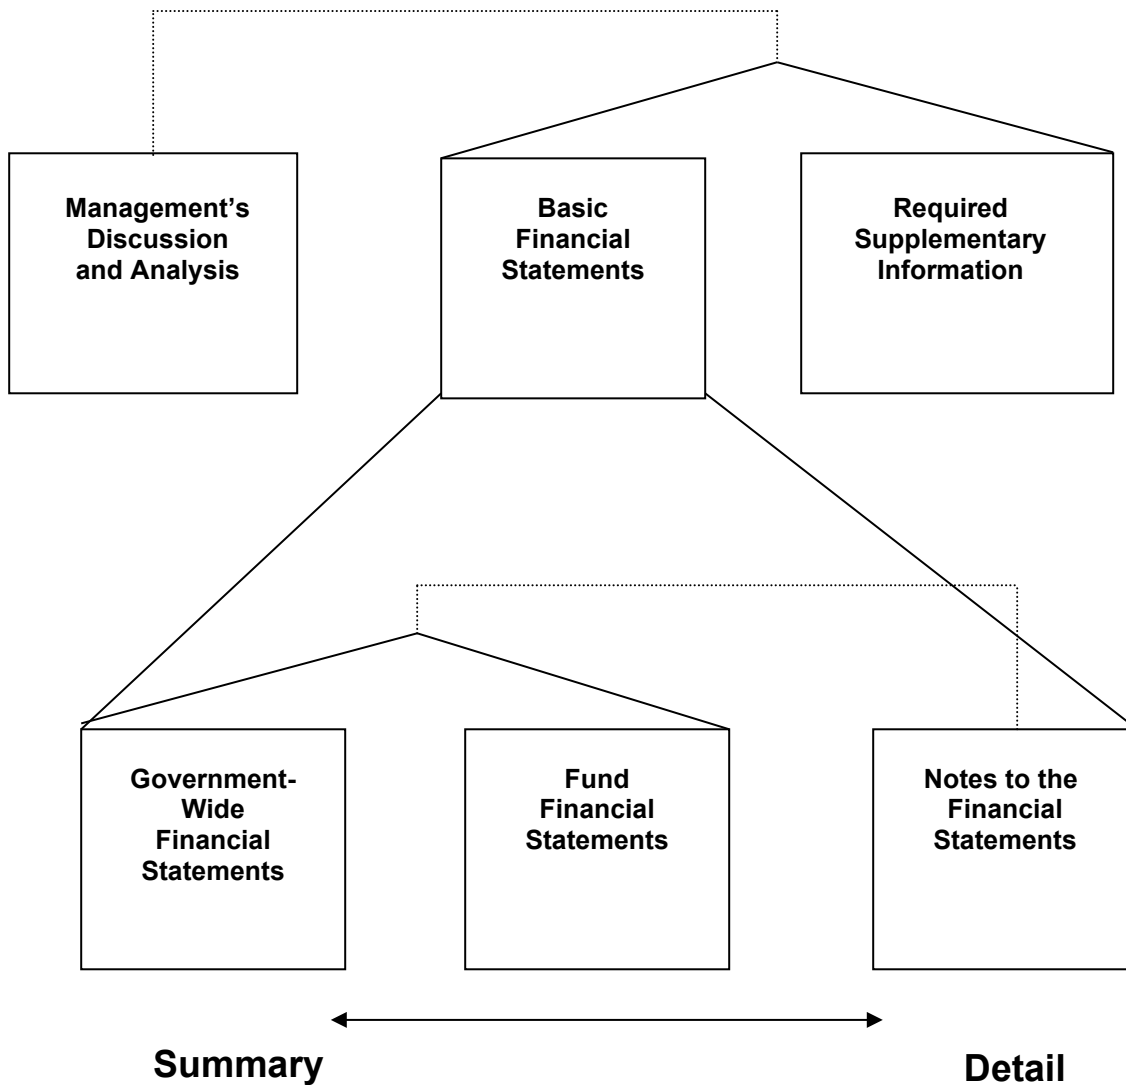 Management’s
Discussion
and Analysis
Basic
Financial
Statements
Required
Supplementary
Information
Government-
Wide
Financial
Statements
Fund
Financial
Statements
Notes to the
Financial
Statements
Summary
Detail